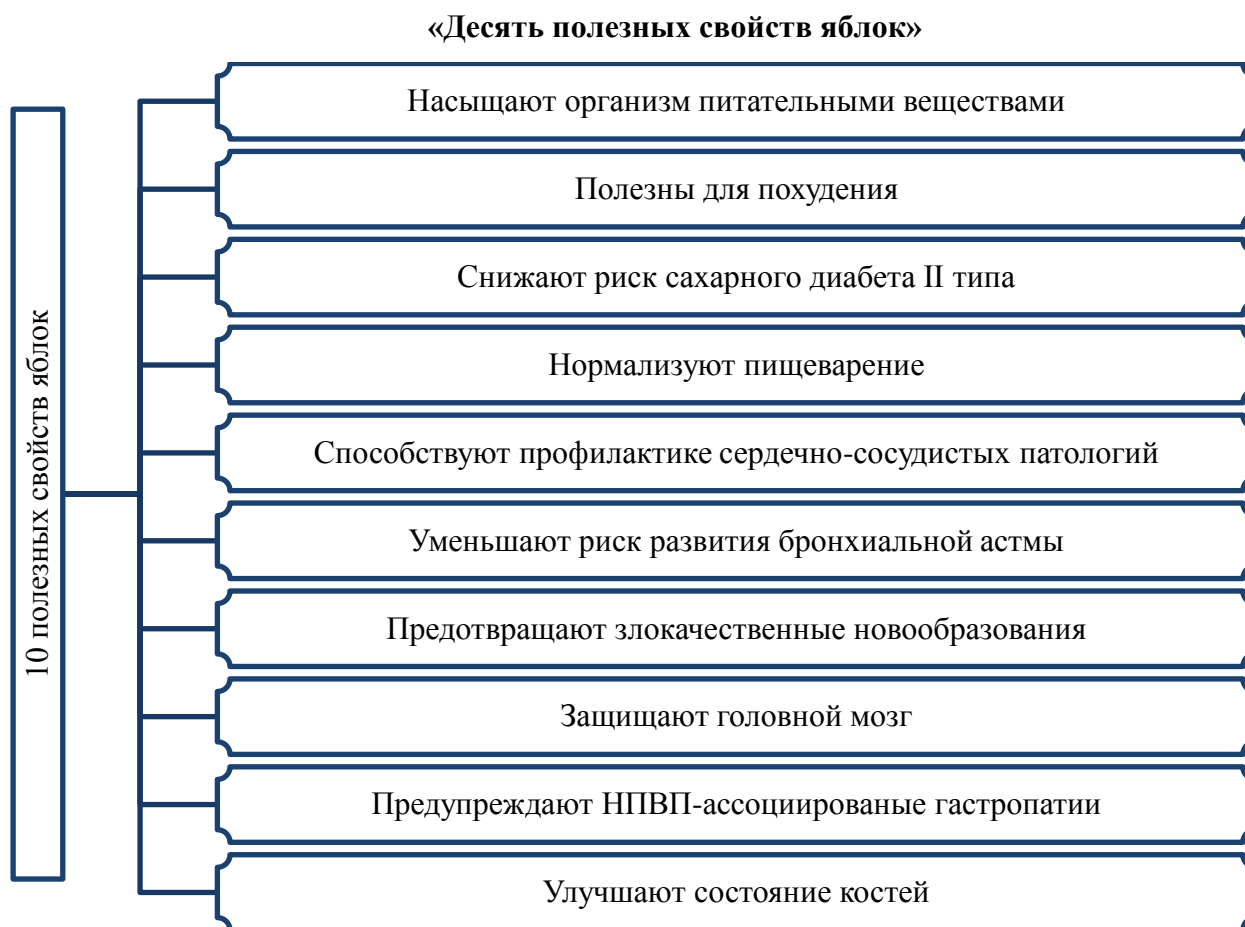 «Десять полезных свойств яблок»
10 полезных свойств яблок
Насыщают организм питательными веществами
Полезны для похудения
Снижают риск сахарного диабета II типа
Нормализуют пищеварение
Способствуют профилактике сердечно-сосудистых патологий
Уменьшают риск развития бронхиальной астмы
Предотвращают злокачественные новообразования
Защищают головной мозг
Предупреждают НПВП-ассоциированые гастропатии
Улучшают состояние костей